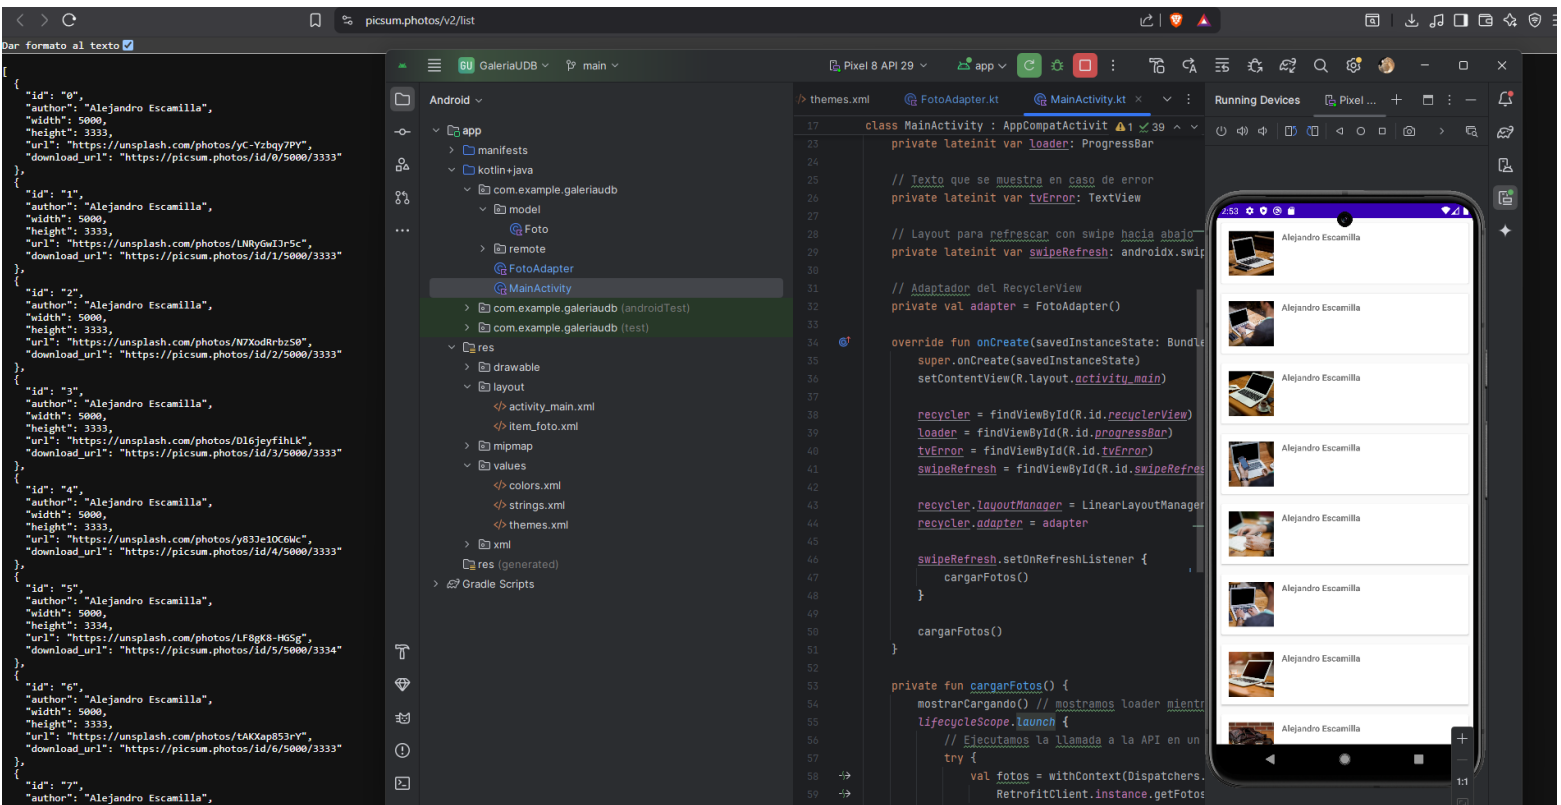 picsum.photos/v2/list
Dar formato al texto
[
{
"id": "0",
"author": "Alejandro Escamilla",
"width": 5000,
"height": 3333,
"url": "https://unsplash.com/photos/yC-Yzbqy7PY",
"download_url": "https://picsum.photos/id/0/5000/3333"
},
{
"id": "1",
"author": "Alejandro Escamilla",
"width": 5000,
"height": 3333,
"url": "https://unsplash.com/photos/LNRyGwIJr5c",
"download_url": "https://picsum.photos/id/1/5000/3333"
},
{
"id": "2",
"author": "Alejandro Escamilla",
"width": 5000,
"height": 3333,
"url": "https://unsplash.com/photos/N7XodRrbzS0",
"download_url": "https://picsum.photos/id/2/5000/3333"
},
{
"id": "3",
"author": "Alejandro Escamilla",
"width": 5000,
"height": 3333,
"url": "https://unsplash.com/photos/Dl6jeyfihLk",
"download_url": "https://picsum.photos/id/3/5000/3333"
},
{
"id": "4",
"author": "Alejandro Escamilla",
"width": 5000,
"height": 3333,
"url": "https://unsplash.com/photos/y83Je1OC6Wc",
"download_url": "https://picsum.photos/id/4/5000/3333"
},
{
"id": "5",
"author": "Alejandro Escamilla",
"width": 5000,
"height": 3334,
"url": "https://unsplash.com/photos/LF8gK8-HGSg",
"download_url": "https://picsum.photos/id/5/5000/3334"
},
{
"id": "6",
"author": "Alejandro Escamilla",
"width": 5000,
"height": 3333,
"url": "https://unsplash.com/photos/tAKXap853rY",
"download_url": "https://picsum.photos/id/6/5000/3333"
},
{
"id": "7",
"author": "Alejandro Escamilla",
GU GaleriaUDB main
Pixel 8 API 29 app
Android
app
manifests
kotlin+java
com.example.galeriaudb
model
Foto
remote
FotoAdapter
MainActivity
com.example.galeriaudb (androidTest)
com.example.galeriaudb (test)
res
drawable
layout
activity_main.xml
item_foto.xml
mipmap
values
colors.xml
strings.xml
themes.xml
xml
res (generated)
Gradle Scripts
themes.xml FotoAdapter.kt MainActivity.kt
17 class MainActivity : AppCompatActivit 1 39
23 private lateinit var loader: ProgressBar
24
25 // Texto que se muestra en caso de error
26 private lateinit var tvError: TextView
27
28 // Layout para refrescar con swipe hacia abajo
29 private lateinit var swipeRefresh: androidx.swip
30
31 // Adaptador del RecyclerView
32 private val adapter = FotoAdapter()
33
34 override fun onCreate(savedInstanceState: Bundle
35 super.onCreate(savedInstanceState)
36 setContentView(R.layout.activity_main)
37
38 recycler = findViewById(R.id.recyclerView)
39 loader = findViewById(R.id.progressBar)
40 tvError = findViewById(R.id.tvError)
41 swipeRefresh = findViewById(R.id.swipeRefres
42
43 recycler.layoutManager = LinearLayoutManager
44 recycler.adapter = adapter
45
46 swipeRefresh.setOnRefreshListener {
47 cargarFotos()
48 }
49
50 cargarFotos()
51 }
52
53 private fun cargarFotos() {
54 mostrarCargando() // mostramos loader mientr
55 lifecycleScope.launch {
56 // Ejecutamos la llamada a la API en un
57 try {
58 val fotos = withContext(Dispatchers.
59 RetrofitClient.instance.getFotos
Running Devices Pixel ...
2:53
Alejandro Escamilla
Alejandro Escamilla
Alejandro Escamilla
Alejandro Escamilla
Alejandro Escamilla
Alejandro Escamilla
Alejandro Escamilla
Alejandro Escamilla
1:1